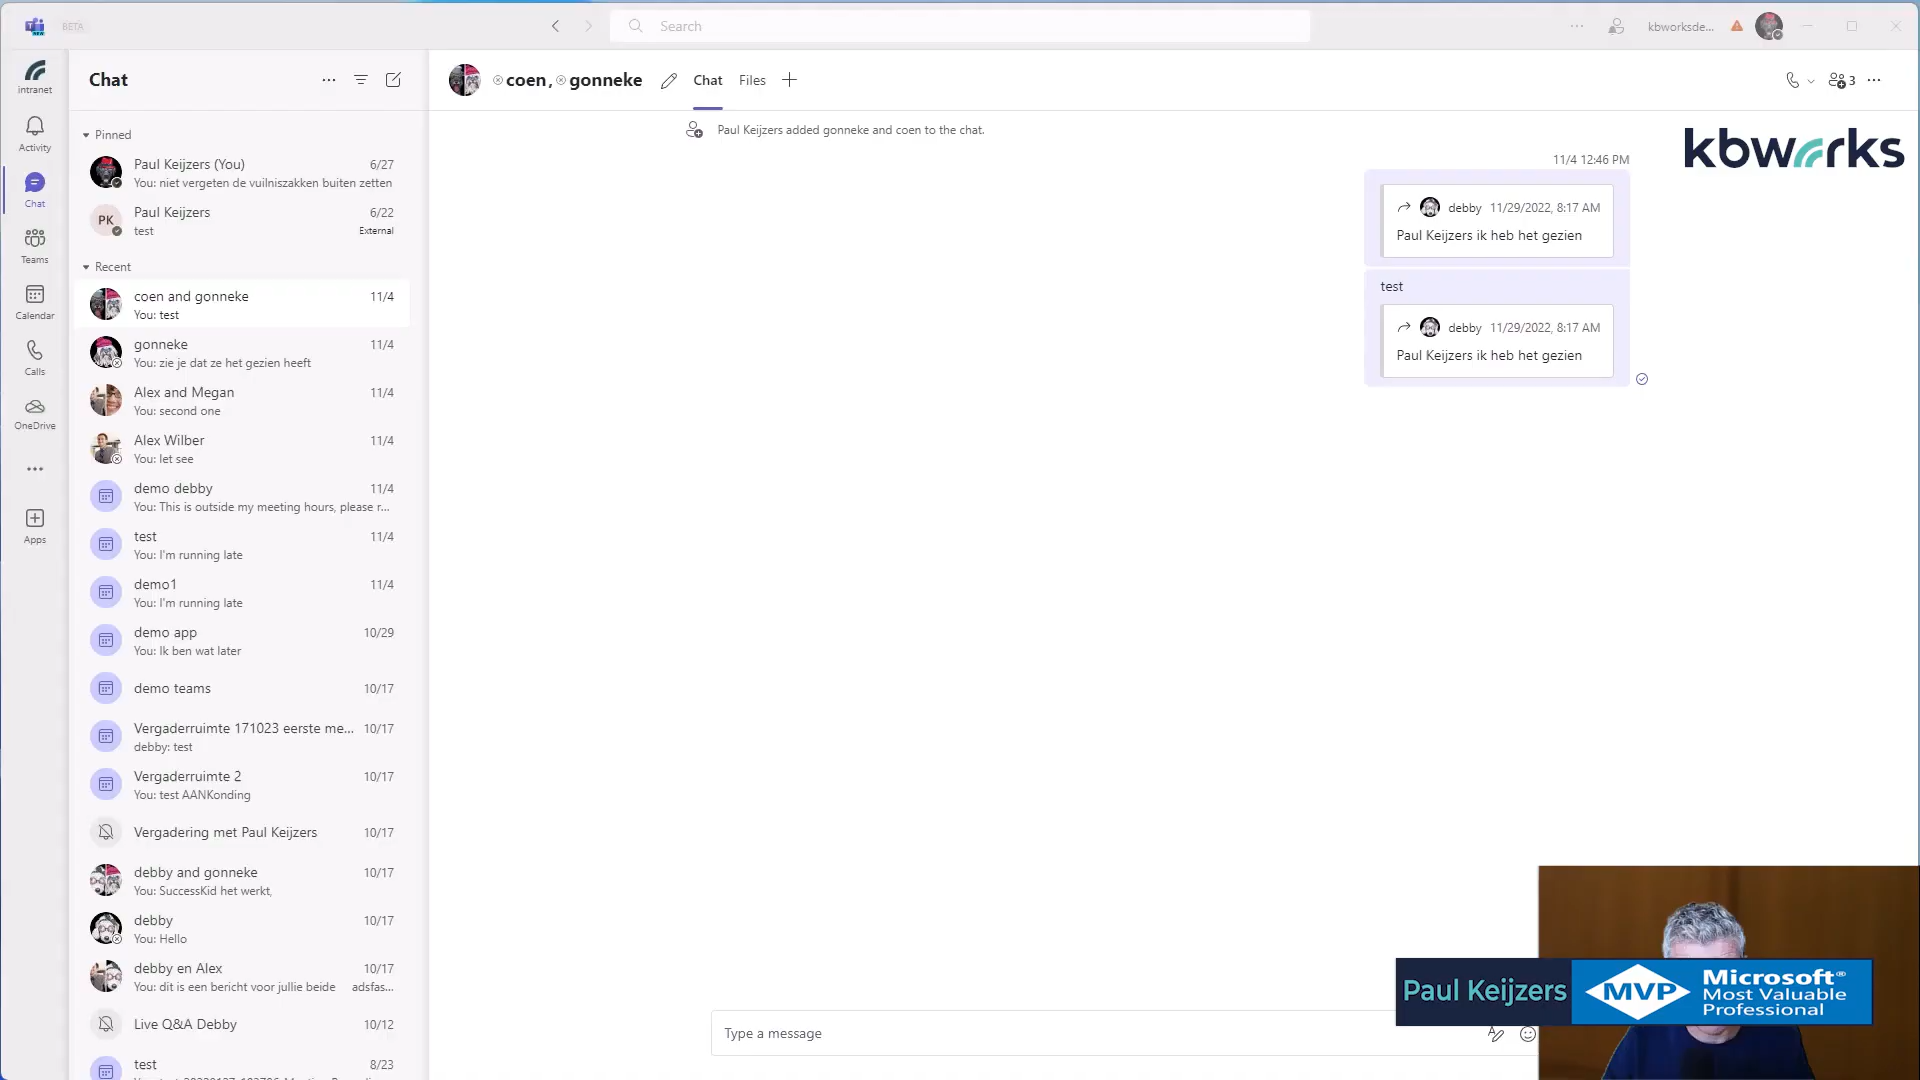 BETA
Search
kbworksde...
intranet
Activity
Chat
Teams
Calendar
Calls
OneDrive
Apps
Chat
Pinned
Paul Keijzers (You) 6/27
You: niet vergeten de vuilniszakken buiten zetten
PK
Paul Keijzers 6/22
test External
Recent
coen and gonneke 11/4
You: test
gonneke 11/4
You: zie je dat ze het gezien heeft
Alex and Megan 11/4
You: second one
Alex Wilber 11/4
You: let see
demo debby 11/4
You: This is outside my meeting hours, please r...
test 11/4
You: I'm running late
demo1 11/4
You: I'm running late
demo app 10/29
You: Ik ben wat later
demo teams 10/17
Vergaderruimte 171023 eerste me... 10/17
debby: test
Vergaderruimte 2 10/17
You: test AANKonding
Vergadering met Paul Keijzers 10/17
debby and gonneke 10/17
You: SuccessKid het werkt,
debby 10/17
You: Hello
debby en Alex 10/17
You: dit is een bericht voor jullie beide adsfas...
Live Q&A Debby 10/12
test 8/23
coen, gonneke Chat Files 3
Paul Keijzers added gonneke and coen to the chat.
kbworks
11/4 12:46 PM
debby 11/29/2022, 8:17 AM
Paul Keijzers ik heb het gezien
test
debby 11/29/2022, 8:17 AM
Paul Keijzers ik heb het gezien
Type a message
Paul Keijzers
MVP
Microsoft®
Most Valuable
Professional